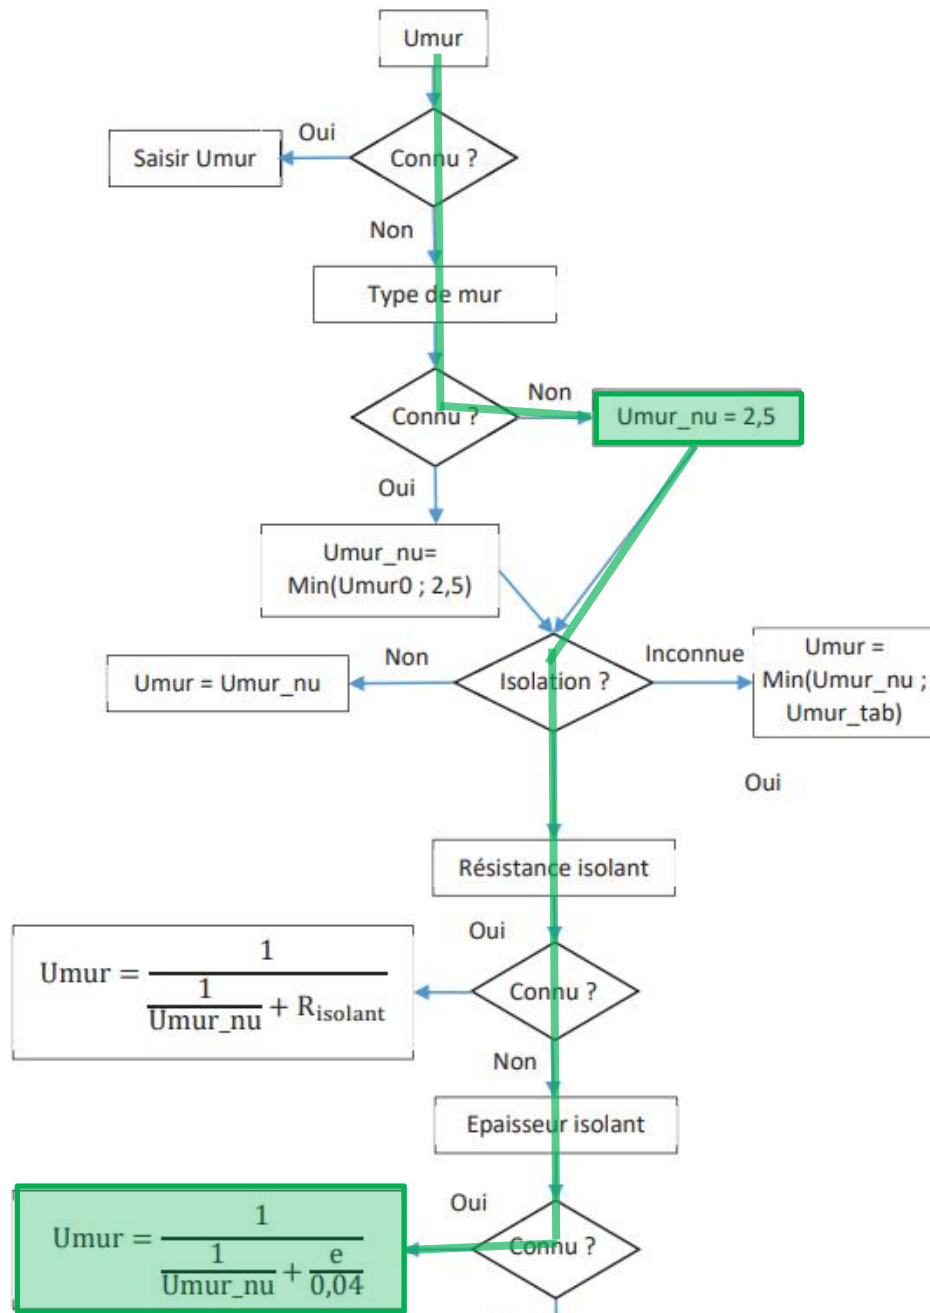 Umur
Oui
Saisir Umur
Connu ?
Non
Type de mur
Non
Connu ?
Umur_nu = 2,5
Oui
Umur_nu=
Min(Umur0 ; 2,5)
Non
Inconnue
Umur = Umur_nu
Isolation ?
Umur =
Min(Umur_nu ;
Umur_tab)
Oui
Résistance isolant
Oui
Umur = 1 / (1 / Umur_nu + Risolant)
Connu ?
Non
Epaisseur isolant
Oui
Umur = 1 / (1 / Umur_nu + e / 0,04)
Connu ?